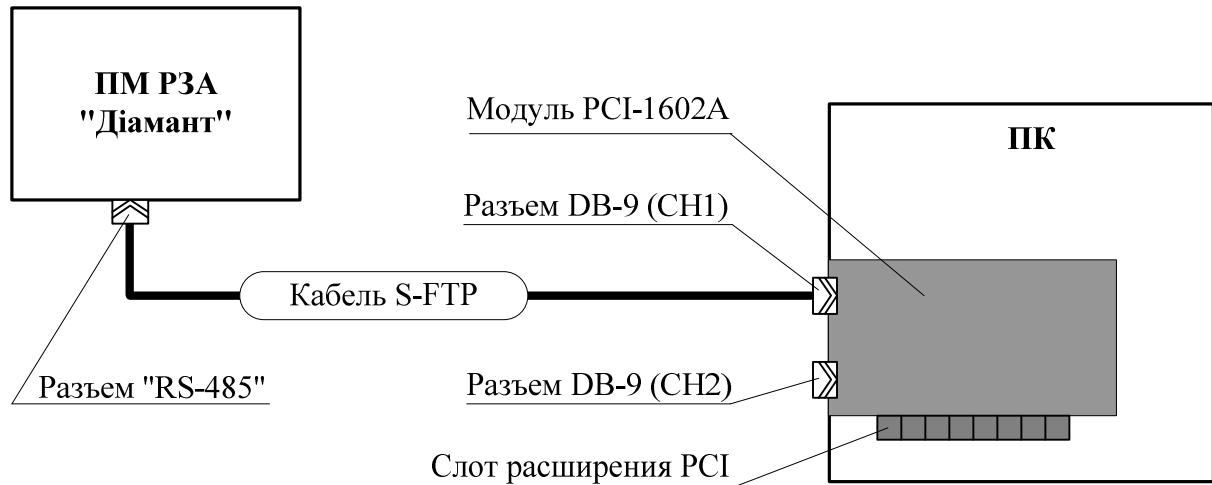 ПМ РЗА
"Діамант"
Модуль PCI-1602A
ПК
Разъем DB-9 (CH1)
Кабель S-FTP
Разъем "RS-485"
Разъем DB-9 (CH2)
Слот расширения PCI